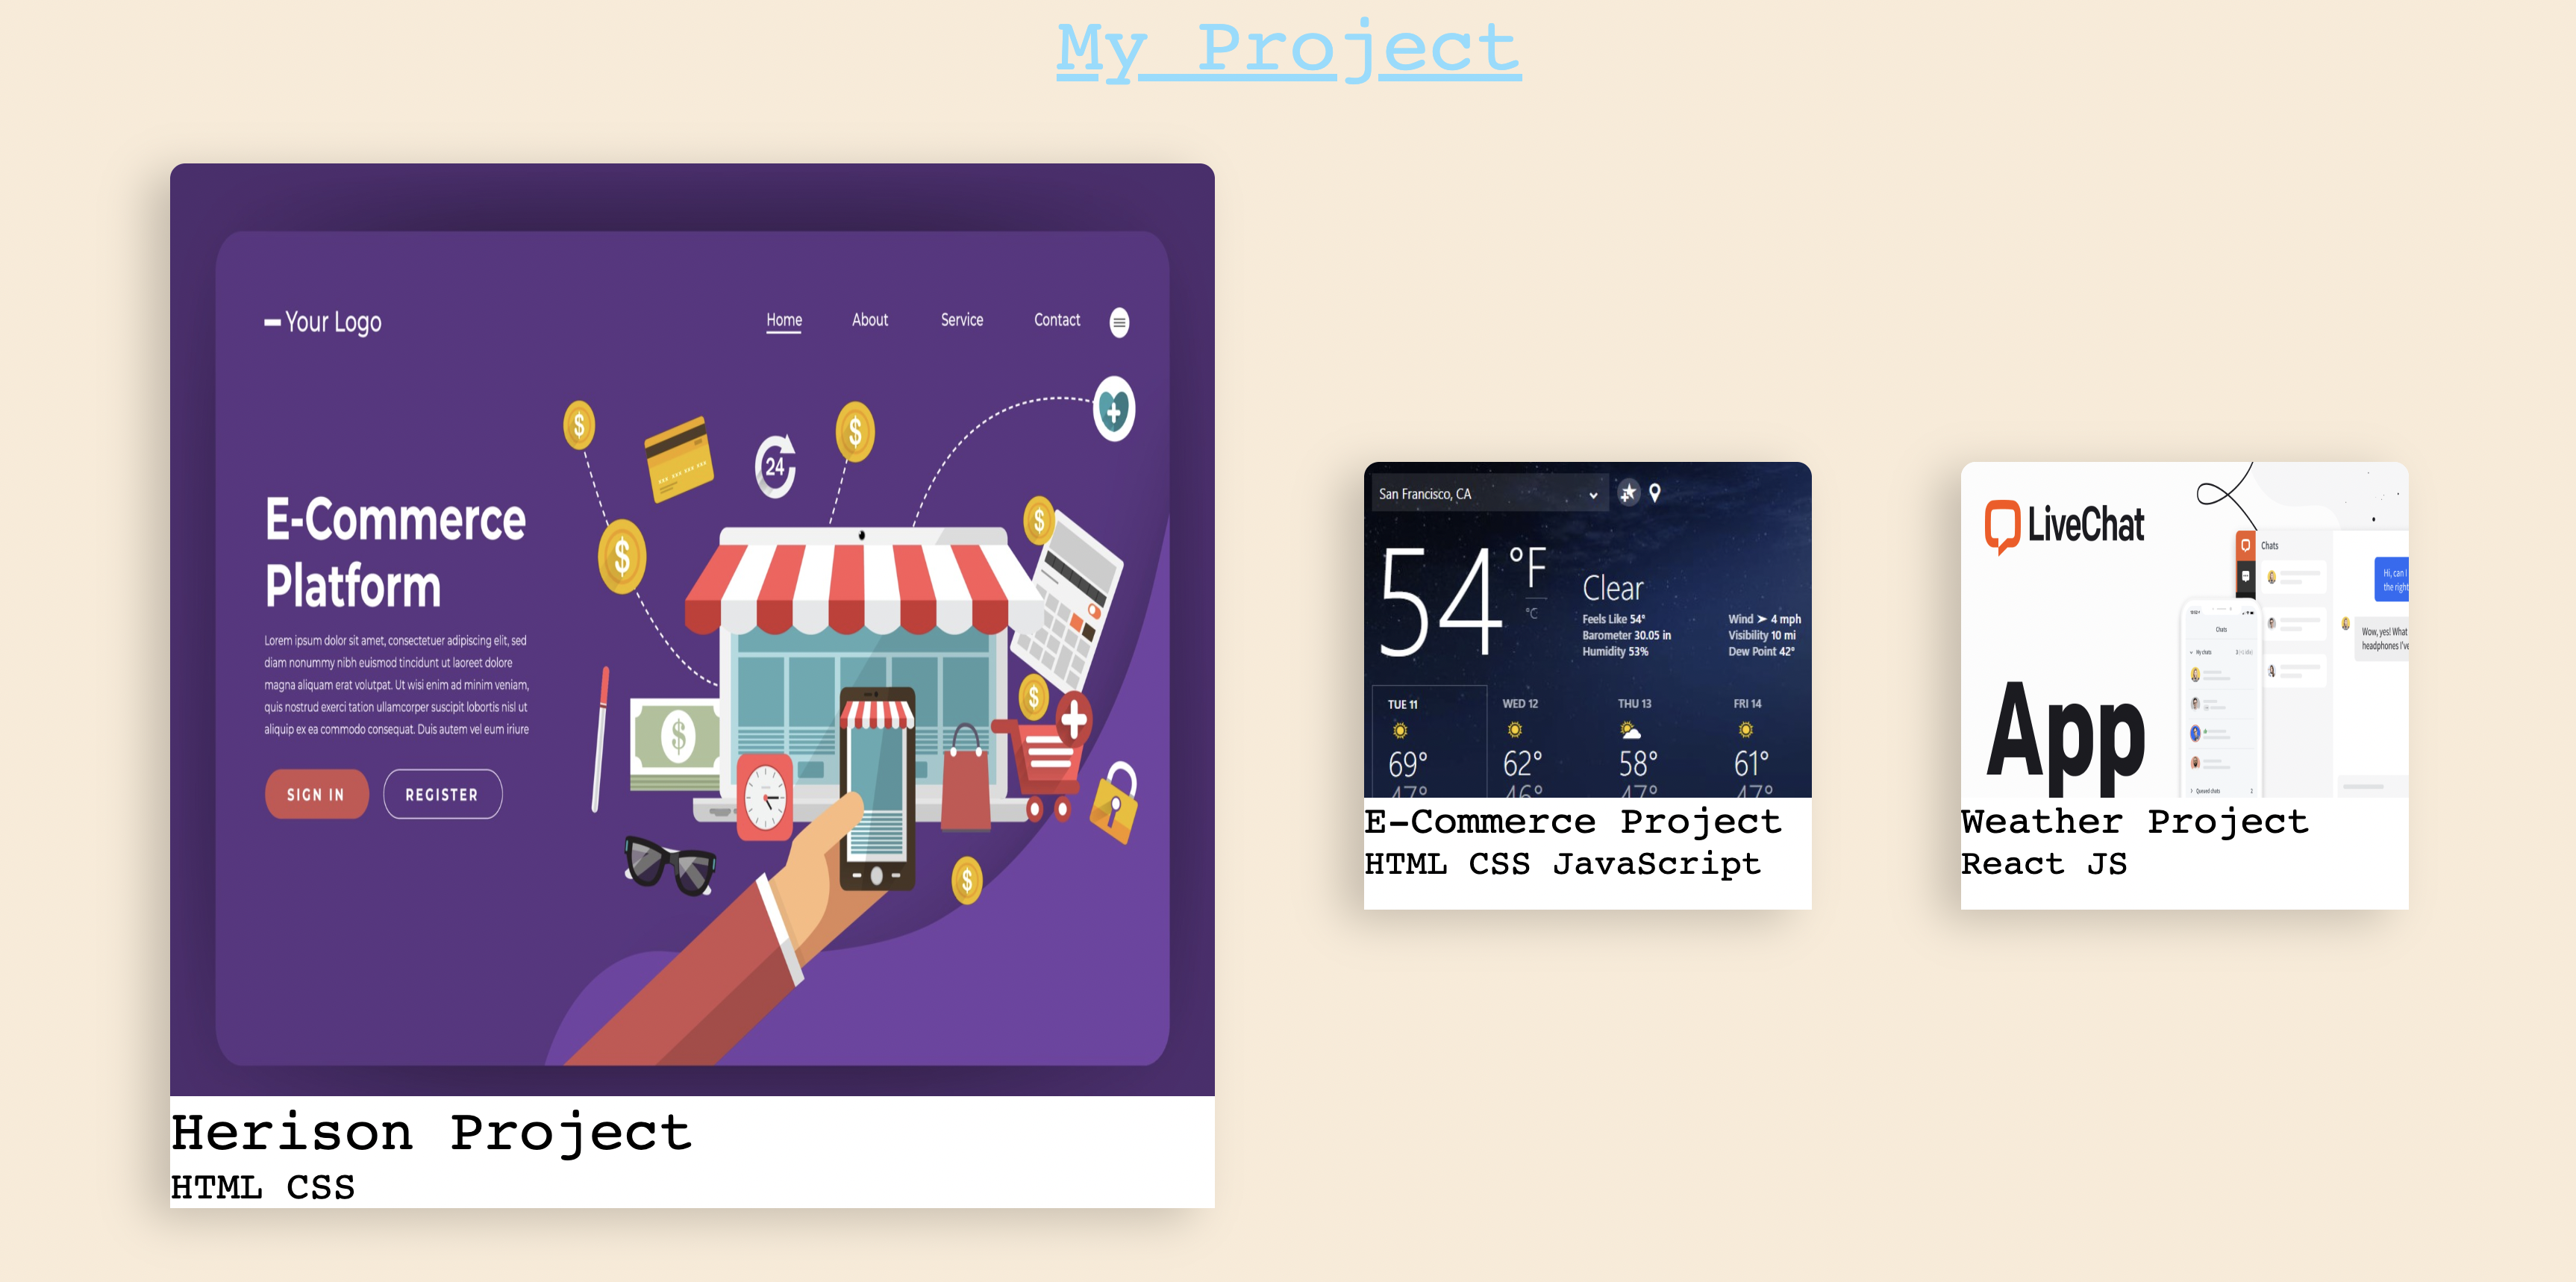 My Project
Your Logo
Home About Service Contact
24
E-Commerce
Platform
Lorem ipsum dolor sit amet, consectetuer adipiscing elit, sed
diam nonummy nibh euismod tincidunt ut laoreet dolore
magna aliquam erat volutpat. Ut wisi enim ad minim veniam,
quis nostrud exerci tation ullamcorper suscipit lobortis nisl ut
aliquip ex ea commodo consequat. Duis autem vel eum iriure
SIGN IN REGISTER
Herison Project
HTML CSS
San Francisco, CA
54 °F
°C
Clear
Feels Like 54°
Barometer 30.05 in
Humidity 53%
Wind ➤ 4 mph
Visibility 10 mi
Dew Point 42°
TUE 11 WED 12 THU 13 FRI 14
69° 62° 58° 61°
47° 46° 47° 47°
E-Commerce Project
HTML CSS JavaScript
LiveChat
App
Chats
Hi, can I
the right
Wow, yes! What
headphones I've
Chats
My chats
Queued chats 2
Weather Project
React JS